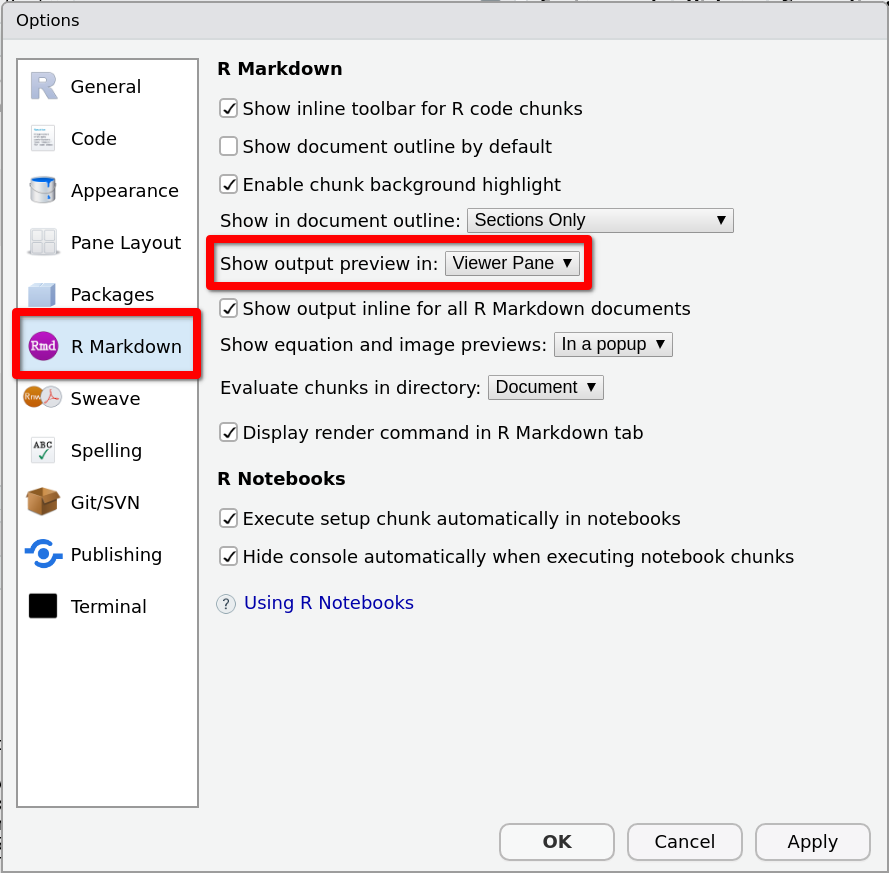 Options
General
Code
Appearance
Pane Layout
Packages
Rmd R Markdown
Rnw Sweave
ABC Spelling
Git/SVN
Publishing
Terminal
R Markdown
Show inline toolbar for R code chunks
Show document outline by default
Enable chunk background highlight
Show in document outline: Sections Only
Show output preview in: Viewer Pane
Show output inline for all R Markdown documents
Show equation and image previews: In a popup
Evaluate chunks in directory: Document
Display render command in R Markdown tab
R Notebooks
Execute setup chunk automatically in notebooks
Hide console automatically when executing notebook chunks
? Using R Notebooks
OK Cancel Apply